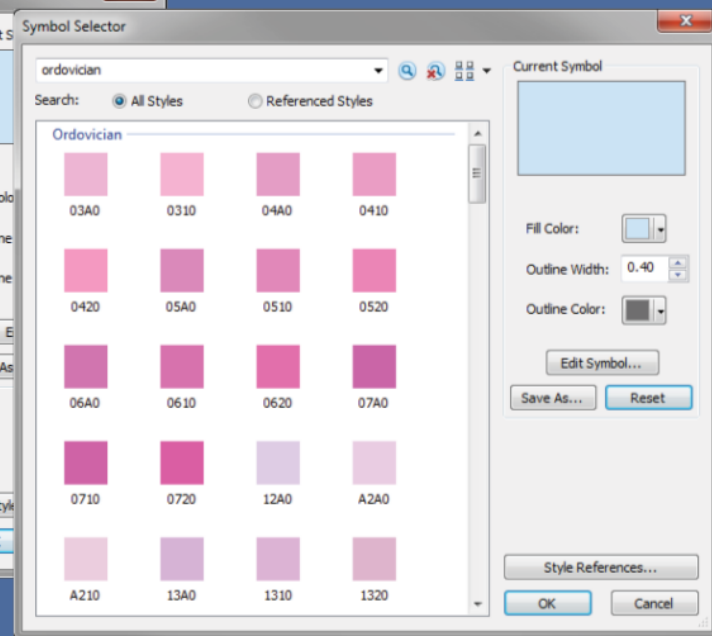 Symbol Selector
ordovician
Search: All Styles Referenced Styles
Ordovician
03A0 0310 04A0 0410
0420 05A0 0510 0520
06A0 0610 0620 07A0
0710 0720 12A0 A2A0
A210 13A0 1310 1320
Current Symbol
Fill Color:
Outline Width: 0.40
Outline Color:
Edit Symbol...
Save As... Reset
Style References...
OK Cancel